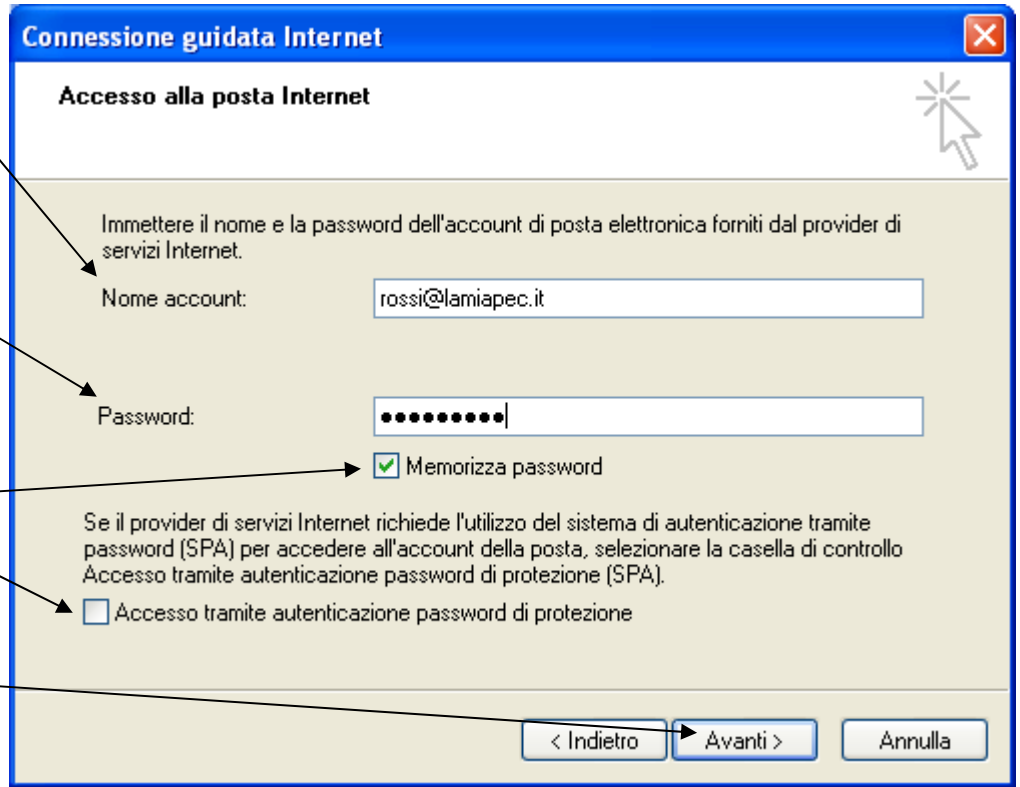 Connessione guidata Internet
Accesso alla posta Internet
Immettere il nome e la password dell'account di posta elettronica forniti dal provider di
servizi Internet.
Nome account: rossi@lamiapec.it
Password: ●●●●●●●●●
Memorizza password
Se il provider di servizi Internet richiede l'utilizzo del sistema di autenticazione tramite
password (SPA) per accedere all'account della posta, selezionare la casella di controllo
Accesso tramite autenticazione password di protezione (SPA).
Accesso tramite autenticazione password di protezione
< Indietro Avanti > Annulla